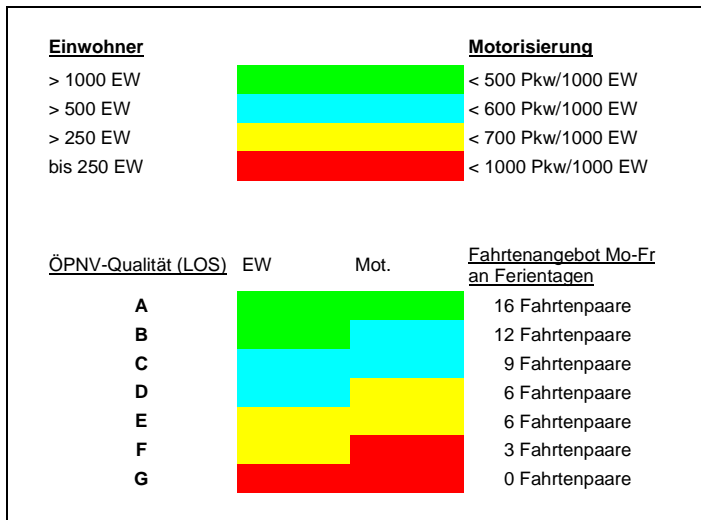 Einwohner Motorisierung
> 1000 EW < 500 Pkw/1000 EW
> 500 EW < 600 Pkw/1000 EW
> 250 EW < 700 Pkw/1000 EW
bis 250 EW < 1000 Pkw/1000 EW
ÖPNV-Qualität (LOS) EW Mot. Fahrtenangebot Mo-Fr
an Ferientagen
A 16 Fahrtenpaare
B 12 Fahrtenpaare
C 9 Fahrtenpaare
D 6 Fahrtenpaare
E 6 Fahrtenpaare
F 3 Fahrtenpaare
G 0 Fahrtenpaare